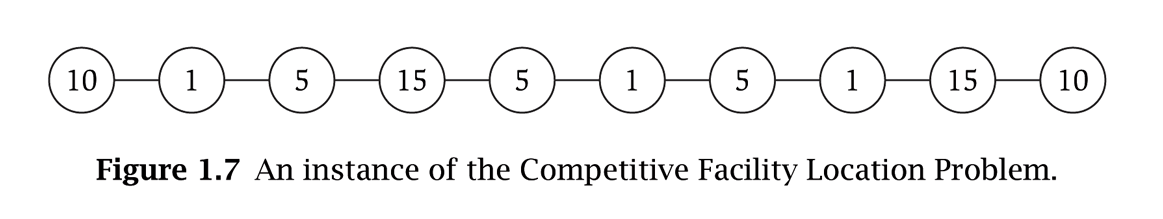 10 1 5 15 5 1 5 1 15 10
Figure 1.7 An instance of the Competitive Facility Location Problem.